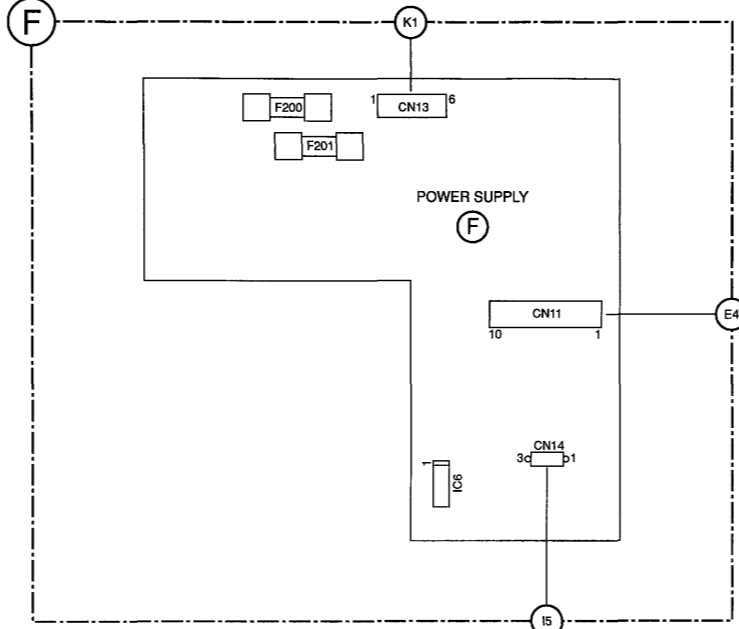 F
K1
F200
1 CN13 6
F201
POWER SUPPLY
F
CN11
10 1
E4
CN14
3 1
1
IC6
I5